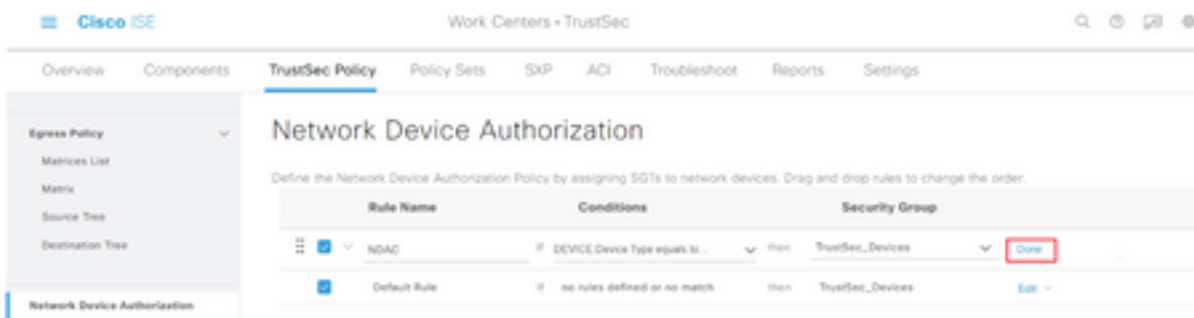 Cisco ISE
Work Centers • TrustSec
Overview Components TrustSec Policy Policy Sets SXP ACI Troubleshoot Reports Settings
Egress Policy
Matrices List
Matrix
Source Tree
Destination Tree
Network Device Authorization
Network Device Authorization
Define the Network Device Authorization Policy by assigning SGTs to network devices. Drag and drop rules to change the order.
Rule Name Conditions Security Group
NDAC if DEVICE:Device Type equals to... then TrustSec_Devices Done
Default Rule if no rules defined or no match then TrustSec_Devices Edit